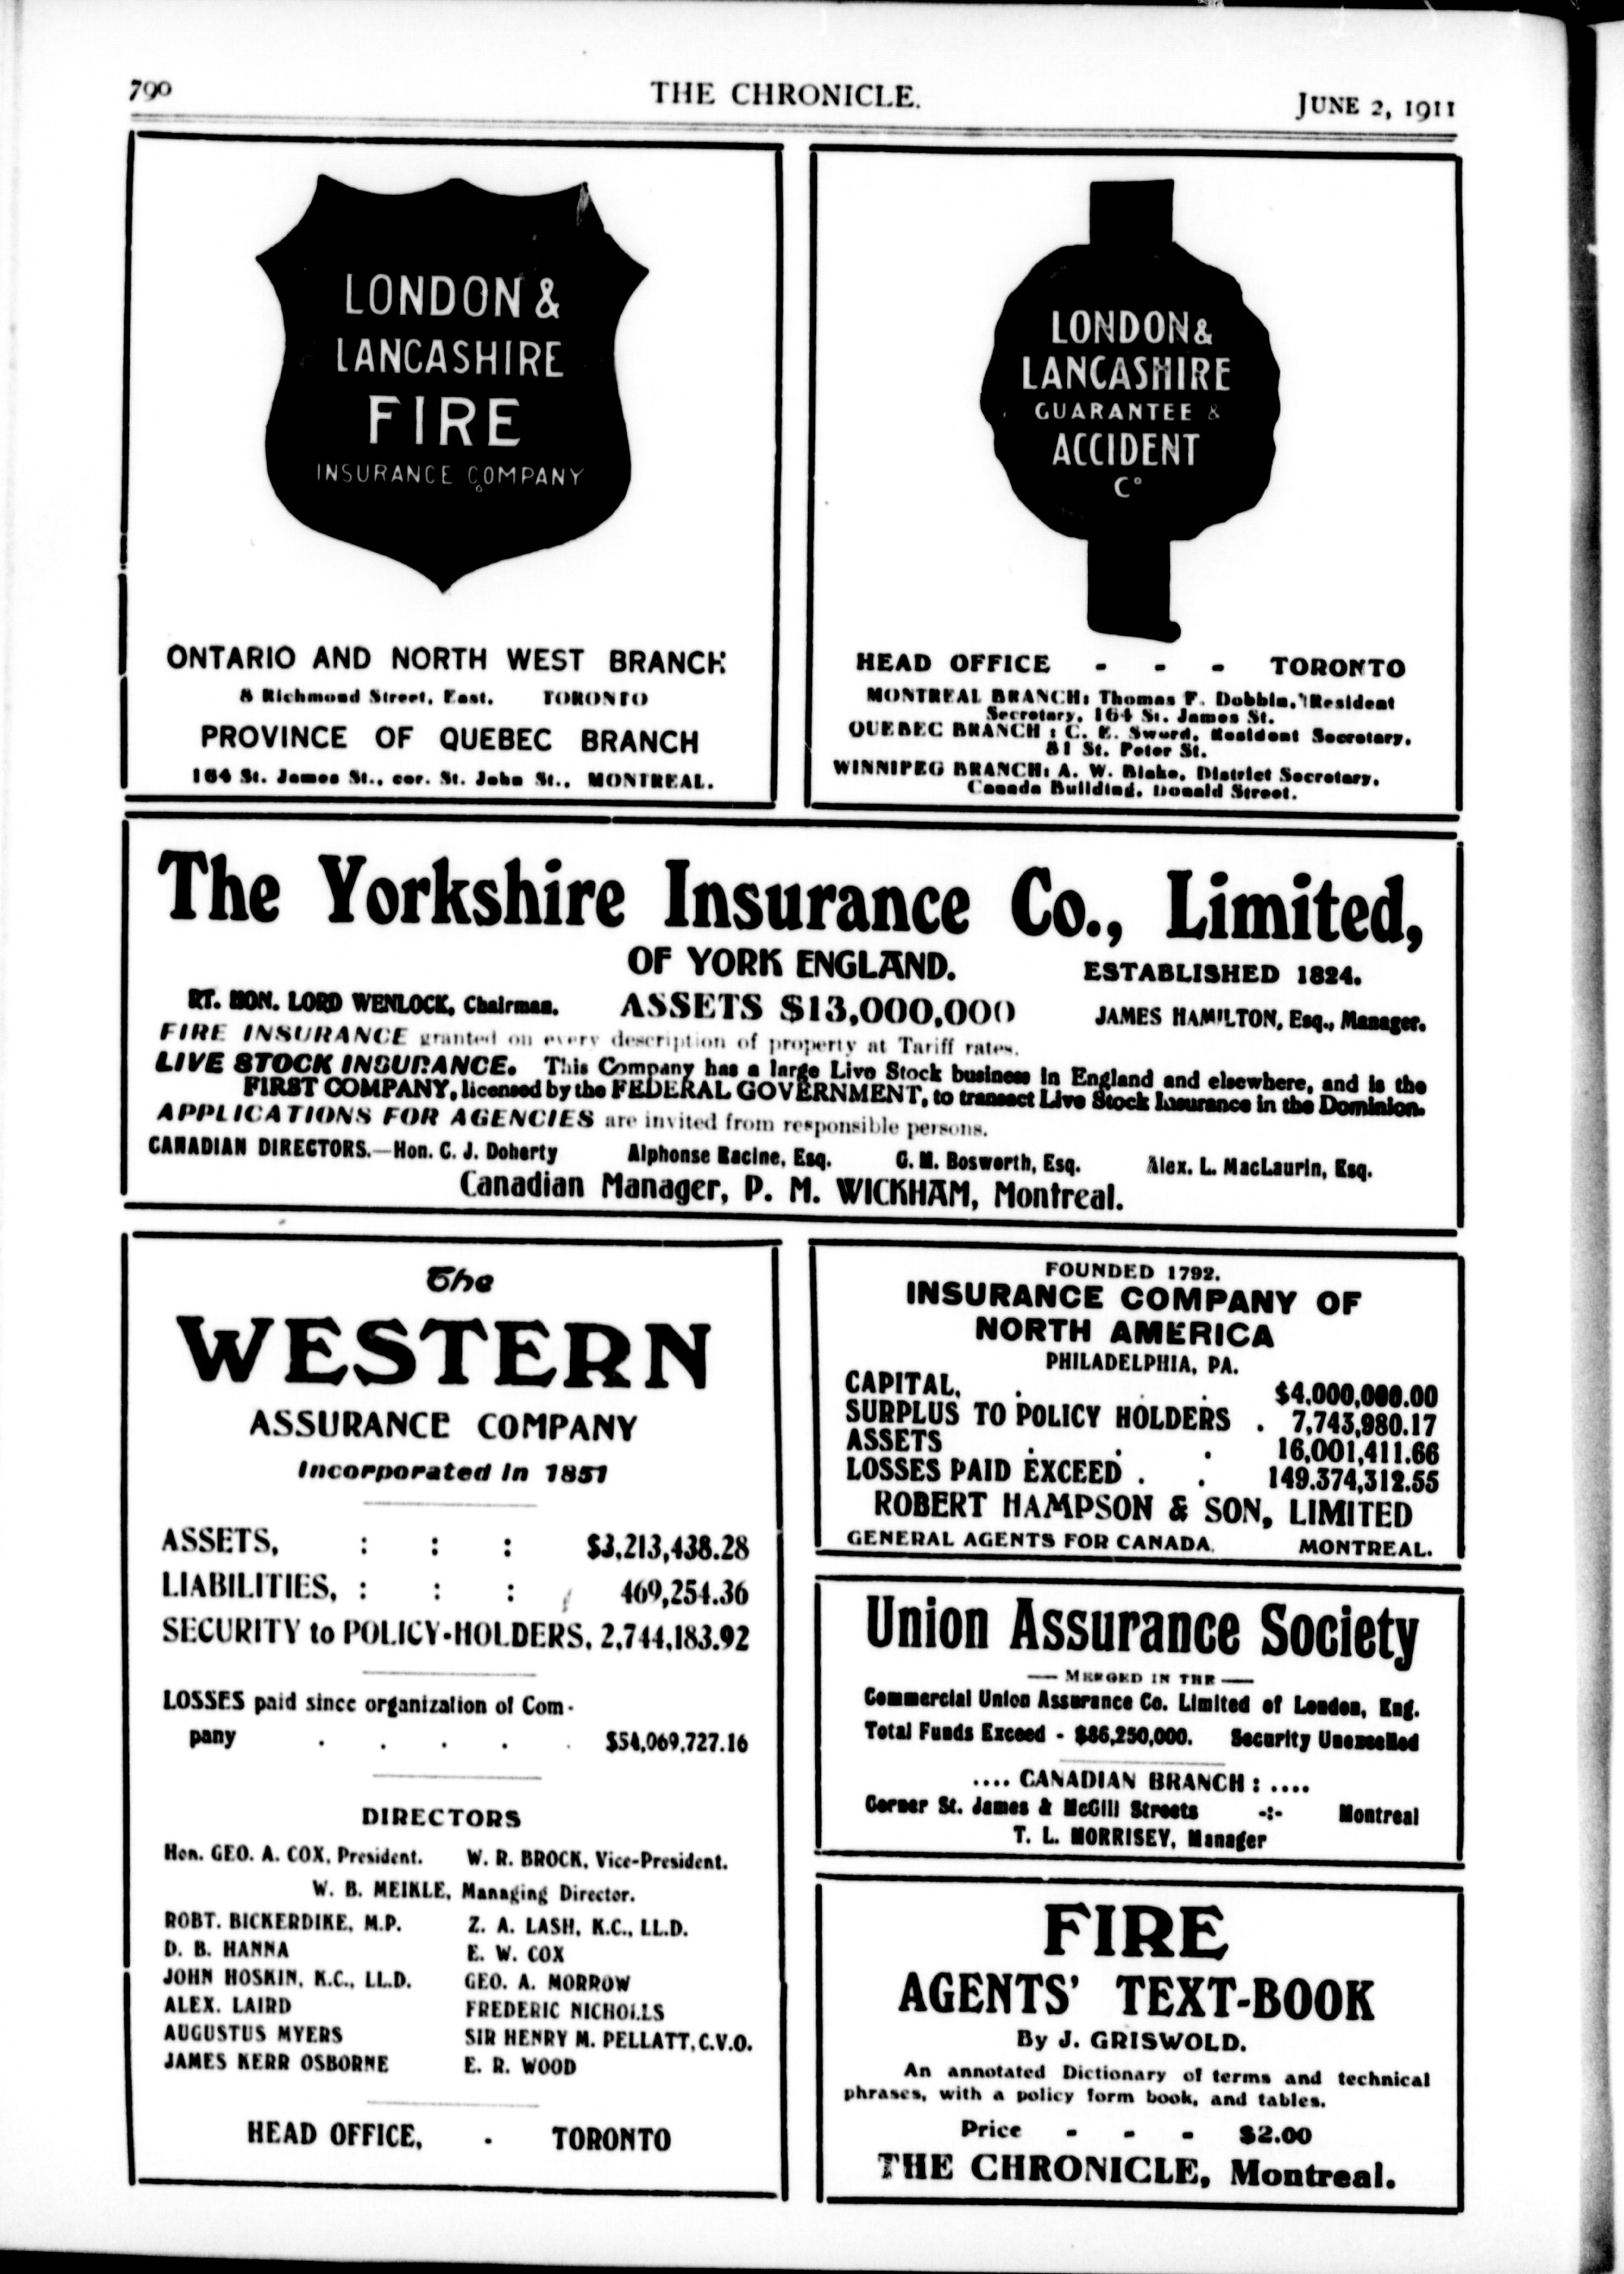 790
THE CHRONICLE.
JUNE 2, 1911
LONDON &
LANCASHIRE
FIRE
INSURANCE COMPANY
ONTARIO AND NORTH WEST BRANCH
8 Richmond Street, East. TORONTO
PROVINCE OF QUEBEC BRANCH
164 St. James St., cor. St. John St., MONTREAL.
LONDON &
LANCASHIRE
GUARANTEE &
ACCIDENT
Co
HEAD OFFICE - - - TORONTO
MONTREAL BRANCH: Thomas F. Dobbin, Resident
Secretary, 164 St. James St.
QUEBEC BRANCH : C. E. Sword, Resident Secretary,
81 St. Peter St.
WINNIPEG BRANCH: A. W. Blake, District Secretary,
Canada Building, Donald Street.
The Yorkshire Insurance Co., Limited,
OF YORK ENGLAND. ESTABLISHED 1824.
RT. HON. LORD WENLOCK, Chairman. ASSETS $13,000,000 JAMES HAMILTON, Esq., Manager.
FIRE INSURANCE granted on every description of property at Tariff rates.
LIVE STOCK INSURANCE. This Company has a large Live Stock business in England and elsewhere, and is the
FIRST COMPANY, licensed by the FEDERAL GOVERNMENT, to transact Live Stock Insurance in the Dominion.
APPLICATIONS FOR AGENCIES are invited from responsible persons.
CANADIAN DIRECTORS.—Hon. C. J. Doherty Alphonse Racine, Esq. G. M. Bosworth, Esq. Alex. L. MacLaurin, Esq.
Canadian Manager, P. M. WICKHAM, Montreal.
The
WESTERN
ASSURANCE COMPANY
Incorporated in 1851
ASSETS, : : : $3,213,438.28
LIABILITIES, : : : 469,254.36
SECURITY to POLICY-HOLDERS, 2,744,183.92
LOSSES paid since organization of Com-
pany . . . . . $54,069,727.16
DIRECTORS
Hon. GEO. A. COX, President. W. R. BROCK, Vice-President.
W. B. MEIKLE, Managing Director.
ROBT. BICKERDIKE, M.P. Z. A. LASH, K.C., LL.D.
D. B. HANNA E. W. COX
JOHN HOSKIN, K.C., LL.D. GEO. A. MORROW
ALEX. LAIRD FREDERIC NICHOLLS
AUGUSTUS MYERS SIR HENRY M. PELLATT, C.V.O.
JAMES KERR OSBORNE E. R. WOOD
HEAD OFFICE, - TORONTO
FOUNDED 1792.
INSURANCE COMPANY OF
NORTH AMERICA
PHILADELPHIA, PA.
CAPITAL, . . . $4,000,000.00
SURPLUS TO POLICY HOLDERS . 7,743,980.17
ASSETS . . . 16,001,411.66
LOSSES PAID EXCEED . . 149.374,312.55
ROBERT HAMPSON & SON, LIMITED
GENERAL AGENTS FOR CANADA. MONTREAL.
Union Assurance Society
— MERGED IN THE —
Commercial Union Assurance Co. Limited of London, Eng.
Total Funds Exceed - $86,250,000. Security Unexcelled
.... CANADIAN BRANCH : ....
Corner St. James & McGill Streets -:- Montreal
T. L. MORRISEY, Manager
FIRE
AGENTS' TEXT-BOOK
By J. GRISWOLD.
An annotated Dictionary of terms and technical
phrases, with a policy form book, and tables.
Price - - - $2.00
THE CHRONICLE, Montreal.